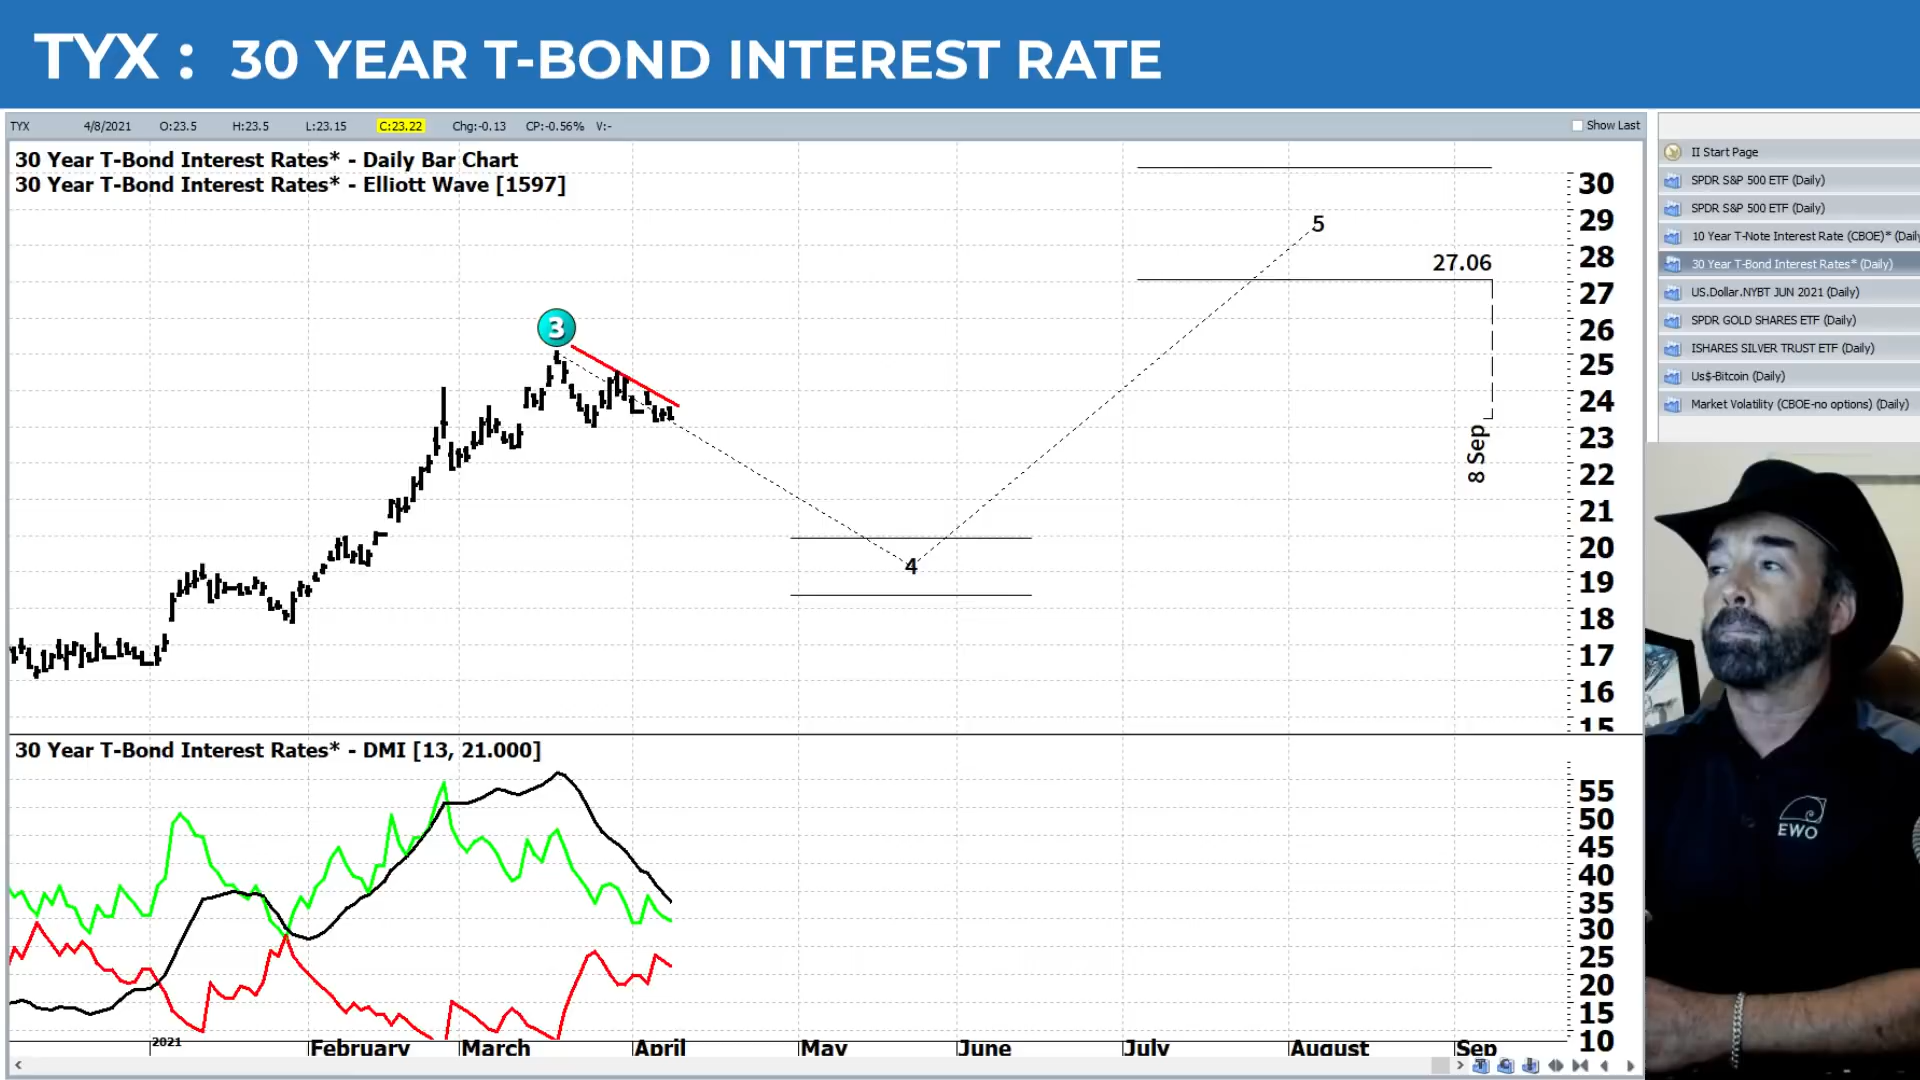 TYX : 30 YEAR T-BOND INTEREST RATE
TYX 4/8/2021 O:23.5 H:23.5 L:23.15 C:23.22 Chg:-0.13 CP:-0.56% V:-
Show Last
30 Year T-Bond Interest Rates* - Daily Bar Chart
30 Year T-Bond Interest Rates* - Elliott Wave [1597]
3
4
5
27.06
8 Sep
30
29
28
27
26
25
24
23
22
21
20
19
18
17
16
15
30 Year T-Bond Interest Rates* - DMI [13, 21.000]
55
50
45
40
35
30
25
20
15
10
2021 February March April May June July August Sep
II Start Page
SPDR S&P 500 ETF (Daily)
SPDR S&P 500 ETF (Daily)
10 Year T-Note Interest Rate (CBOE)* (Daily
30 Year T-Bond Interest Rates* (Daily)
US.Dollar.NYBT JUN 2021 (Daily)
SPDR GOLD SHARES ETF (Daily)
ISHARES SILVER TRUST ETF (Daily)
Us$-Bitcoin (Daily)
Market Volatility (CBOE-no options) (Daily)
EWO